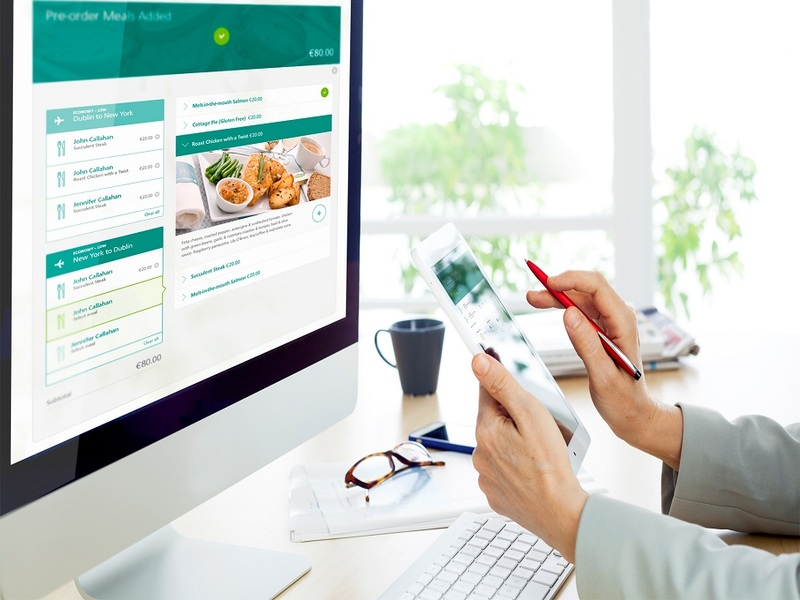 Pre-order Meals Added
€80.00
ECONOMY - LOW
Dublin to New York
John Callahan
Succulent Steak
€20.00
John Callahan
Roast Chicken with a Twist
€20.00
Jennifer Callahan
Succulent Steak
€20.00
Clear all
ECONOMY - LOW
New York to Dublin
John Callahan
Succulent Steak
€20.00
John Callahan
Select meal
Jennifer Callahan
Select meal
Clear all
Subtotal
€80.00
Melt-in-the-mouth Salmon €20.00
Cottage Pie (Gluten Free) €20.00
Roast Chicken with a Twist €20.00
Succulent Steak €20.00
Melt-in-the-mouth Salmon €20.00